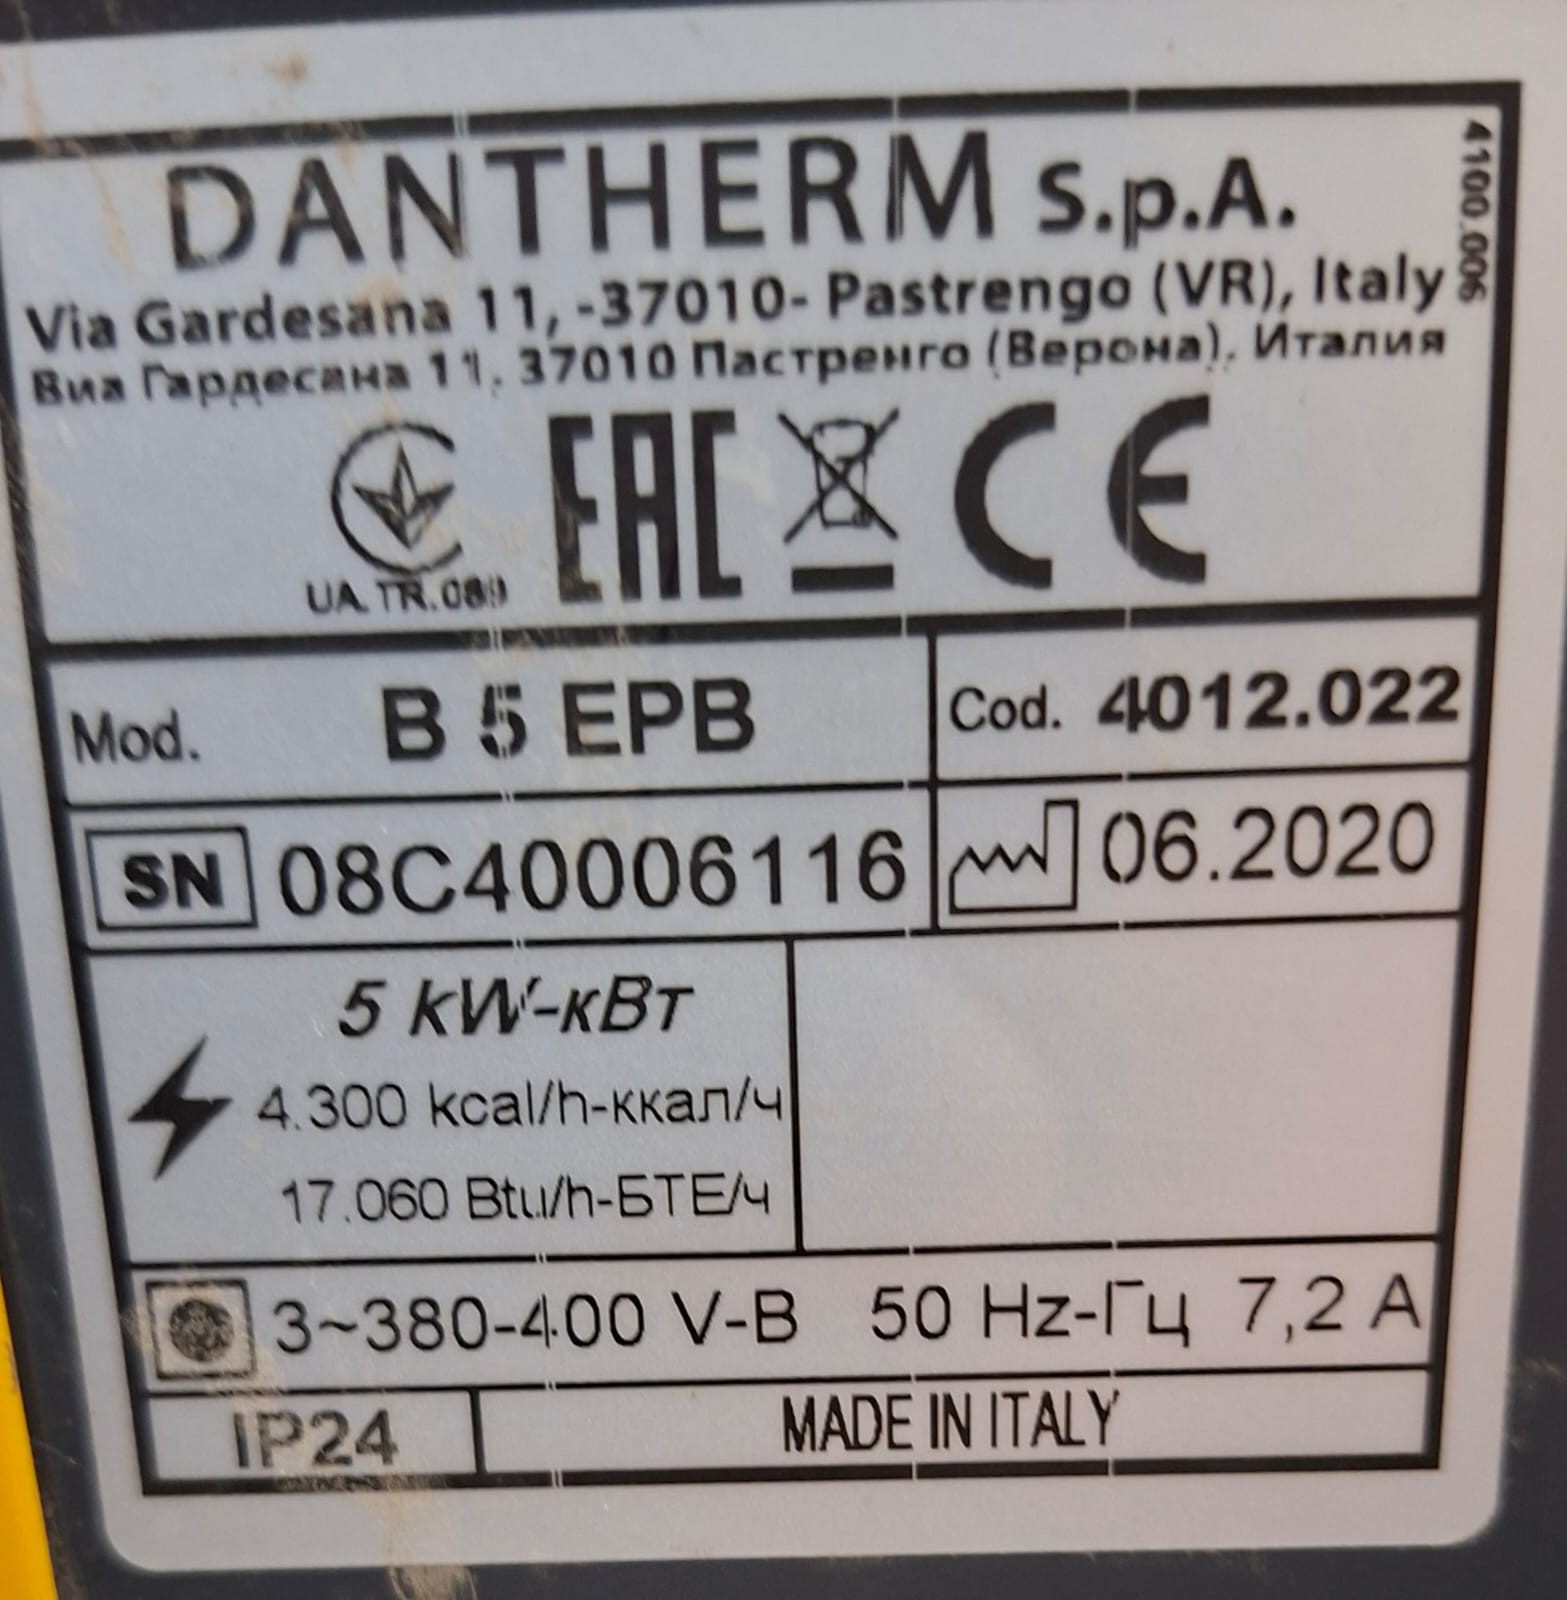 DANTHERM S.p.A.
41100.006
Via Gardesana 11, -37010- Pastrengo (VR), Italy
Виа Гардесана 11, 37010 Пастренго (Верона), Италия
EAC CE
UA.TR.089
Mod. B 5 EPB Cod. 4012.022
SN 08C40006116 06.2020
5 kW-кВт
4.300 kcal/h-ккал/ч
17.060 Btu/h-БТЕ/ч
3~380-400 V-В 50 Hz-Гц 7,2 A
IP24 MADE IN ITALY